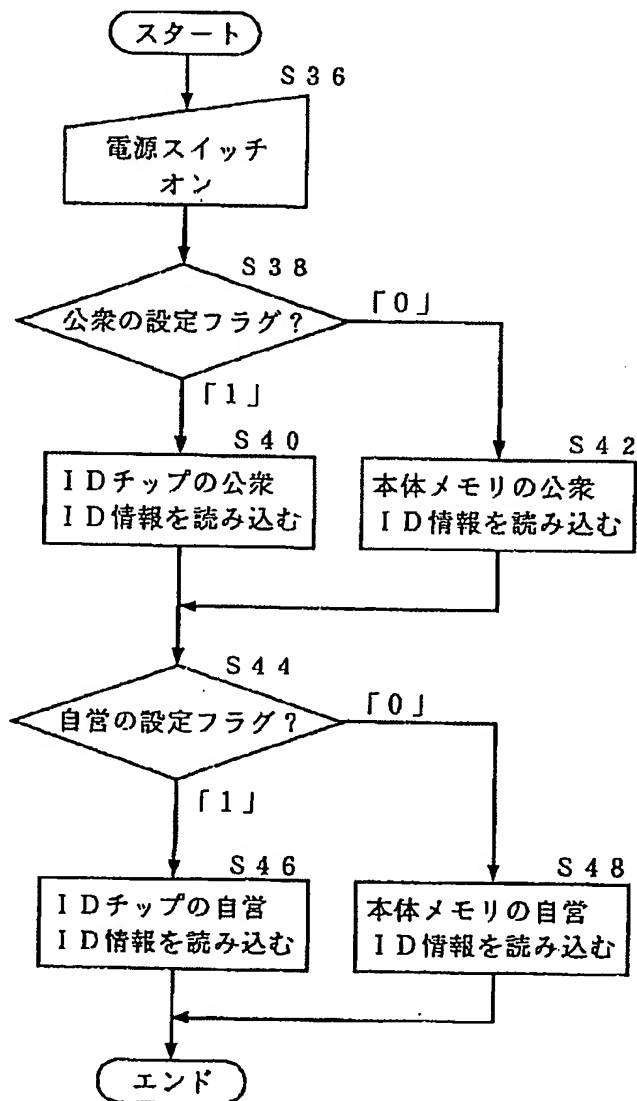 スタート
S36
電源スイッチ
オン
S38
公衆の設定フラグ?
「0」
「1」
S40
IDチップの公衆
ID情報を読み込む
S42
本体メモリの公衆
ID情報を読み込む
S44
自営の設定フラグ?
「0」
「1」
S46
IDチップの自営
ID情報を読み込む
S48
本体メモリの自営
ID情報を読み込む
エンド